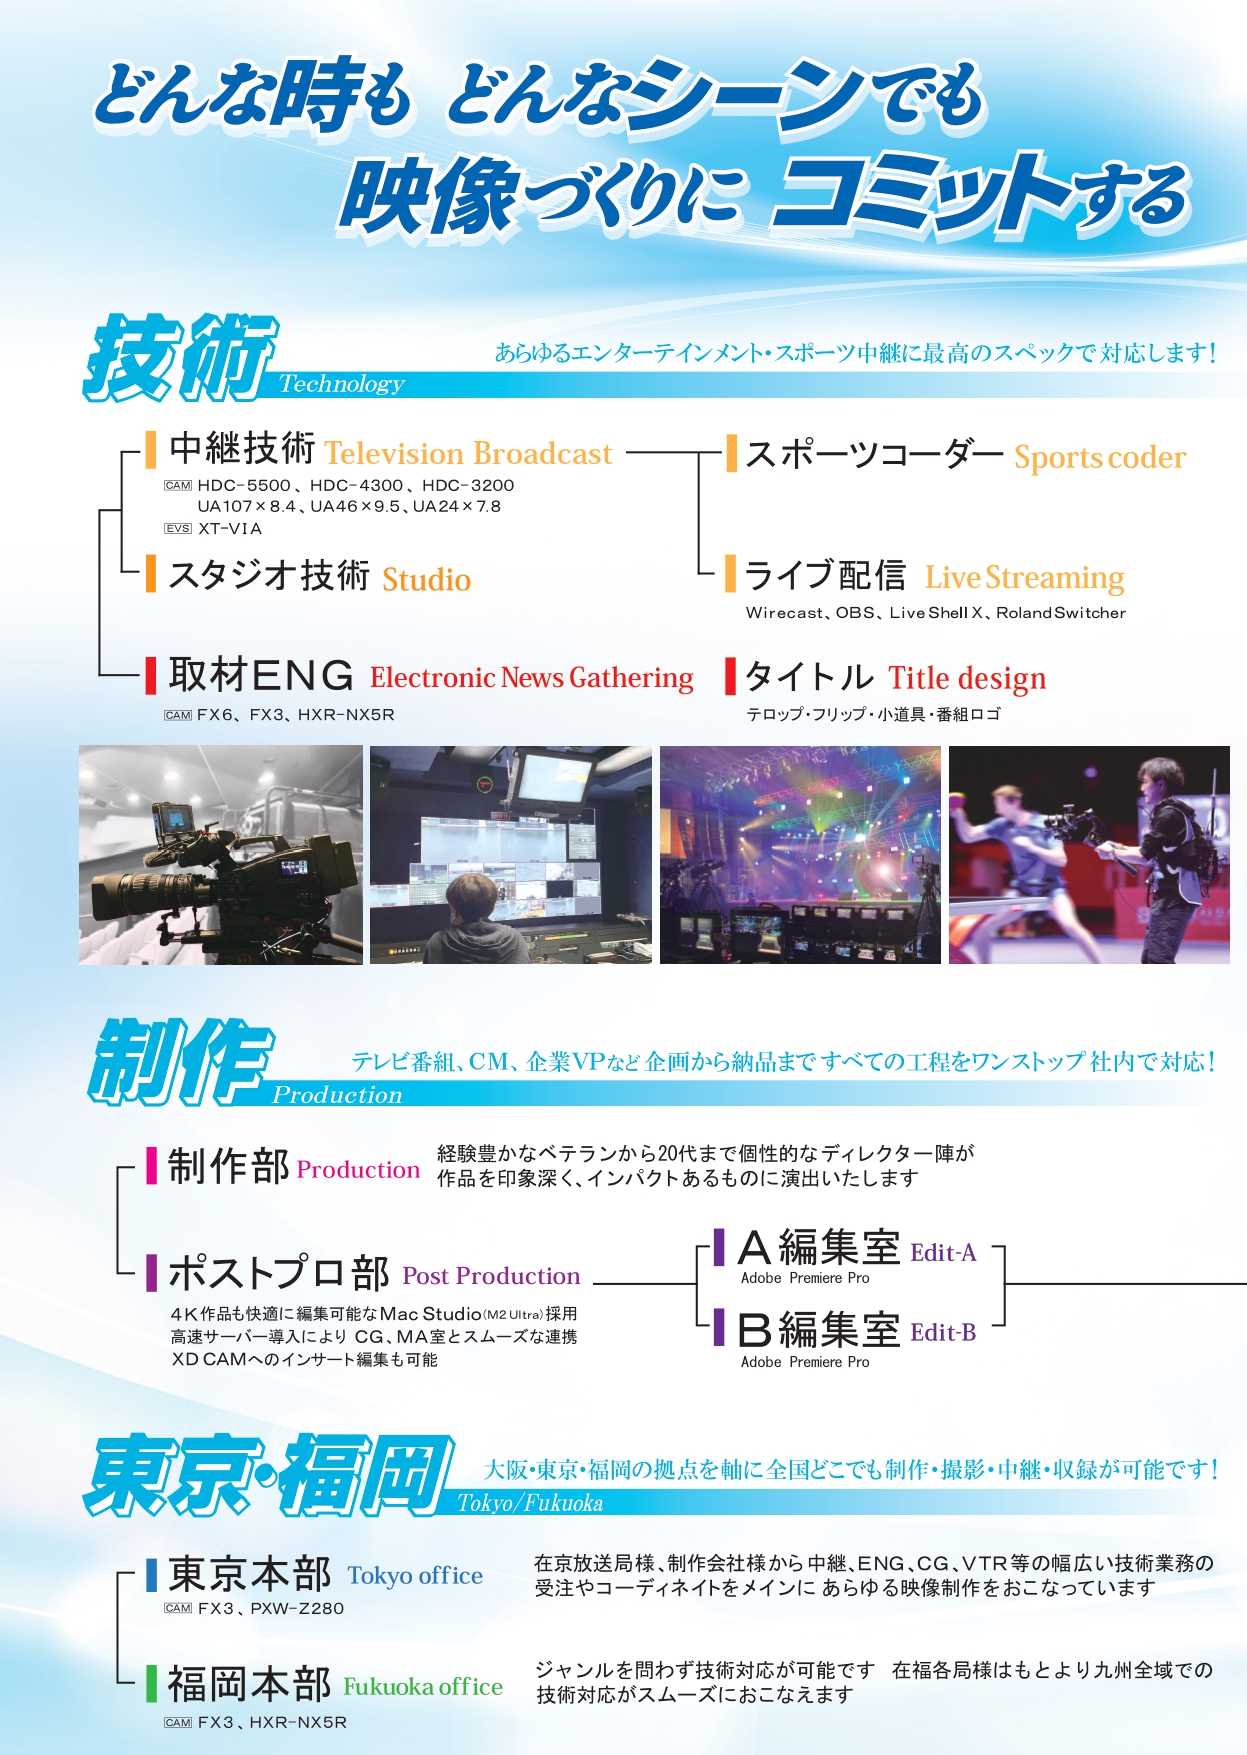 どんな時も どんなシーンでも
映像づくりに コミットする
技術
Technology
あらゆるエンターテインメント・スポーツ中継に最高のスペックで対応します！
中継技術 Television Broadcast
CAM HDC-5500、HDC-4300、HDC-3200
UA107×8.4、UA46×9.5、UA24×7.8
EVS XT-VIA
スタジオ技術 Studio
スポーツコーダー Sports coder
ライブ配信 Live Streaming
Wirecast、OBS、Live Shell X、Roland Switcher
取材ENG Electronic News Gathering
CAM FX6、FX3、HXR-NX5R
タイトル Title design
テロップ・フリップ・小道具・番組ロゴ
制作
Production
テレビ番組、CM、企業VPなど企画から納品まですべての工程をワンストップ社内で対応！
制作部 Production
経験豊かなベテランから20代まで個性的なディレクター陣が
作品を印象深く、インパクトあるものに演出いたします
ポストプロ部 Post Production
4K作品も快適に編集可能なMac Studio(M2 Ultra)採用
高速サーバー導入により CG、MA室とスムーズな連携
XD CAMへのインサート編集も可能
A編集室 Edit-A
Adobe Premiere Pro
B編集室 Edit-B
Adobe Premiere Pro
東京・福岡
Tokyo/Fukuoka
大阪・東京・福岡の拠点を軸に全国どこでも制作・撮影・中継・収録が可能です！
東京本部 Tokyo office
CAM FX3、PXW-Z280
在京放送局様、制作会社様から中継、ENG、CG、VTR等の幅広い技術業務の
受注やコーディネイトをメインに あらゆる映像制作をおこなっています
福岡本部 Fukuoka office
CAM FX3、HXR-NX5R
ジャンルを問わず技術対応が可能です 在福各局様はもとより九州全域での
技術対応がスムーズにおこなえます